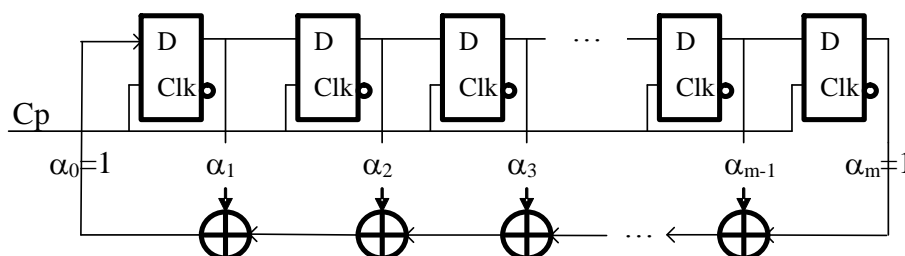 D D D … D D
Clk Clk Clk Clk Clk
Cp
α₀=1 α₁ α₂ α₃ αₘ₋₁ αₘ=1
…